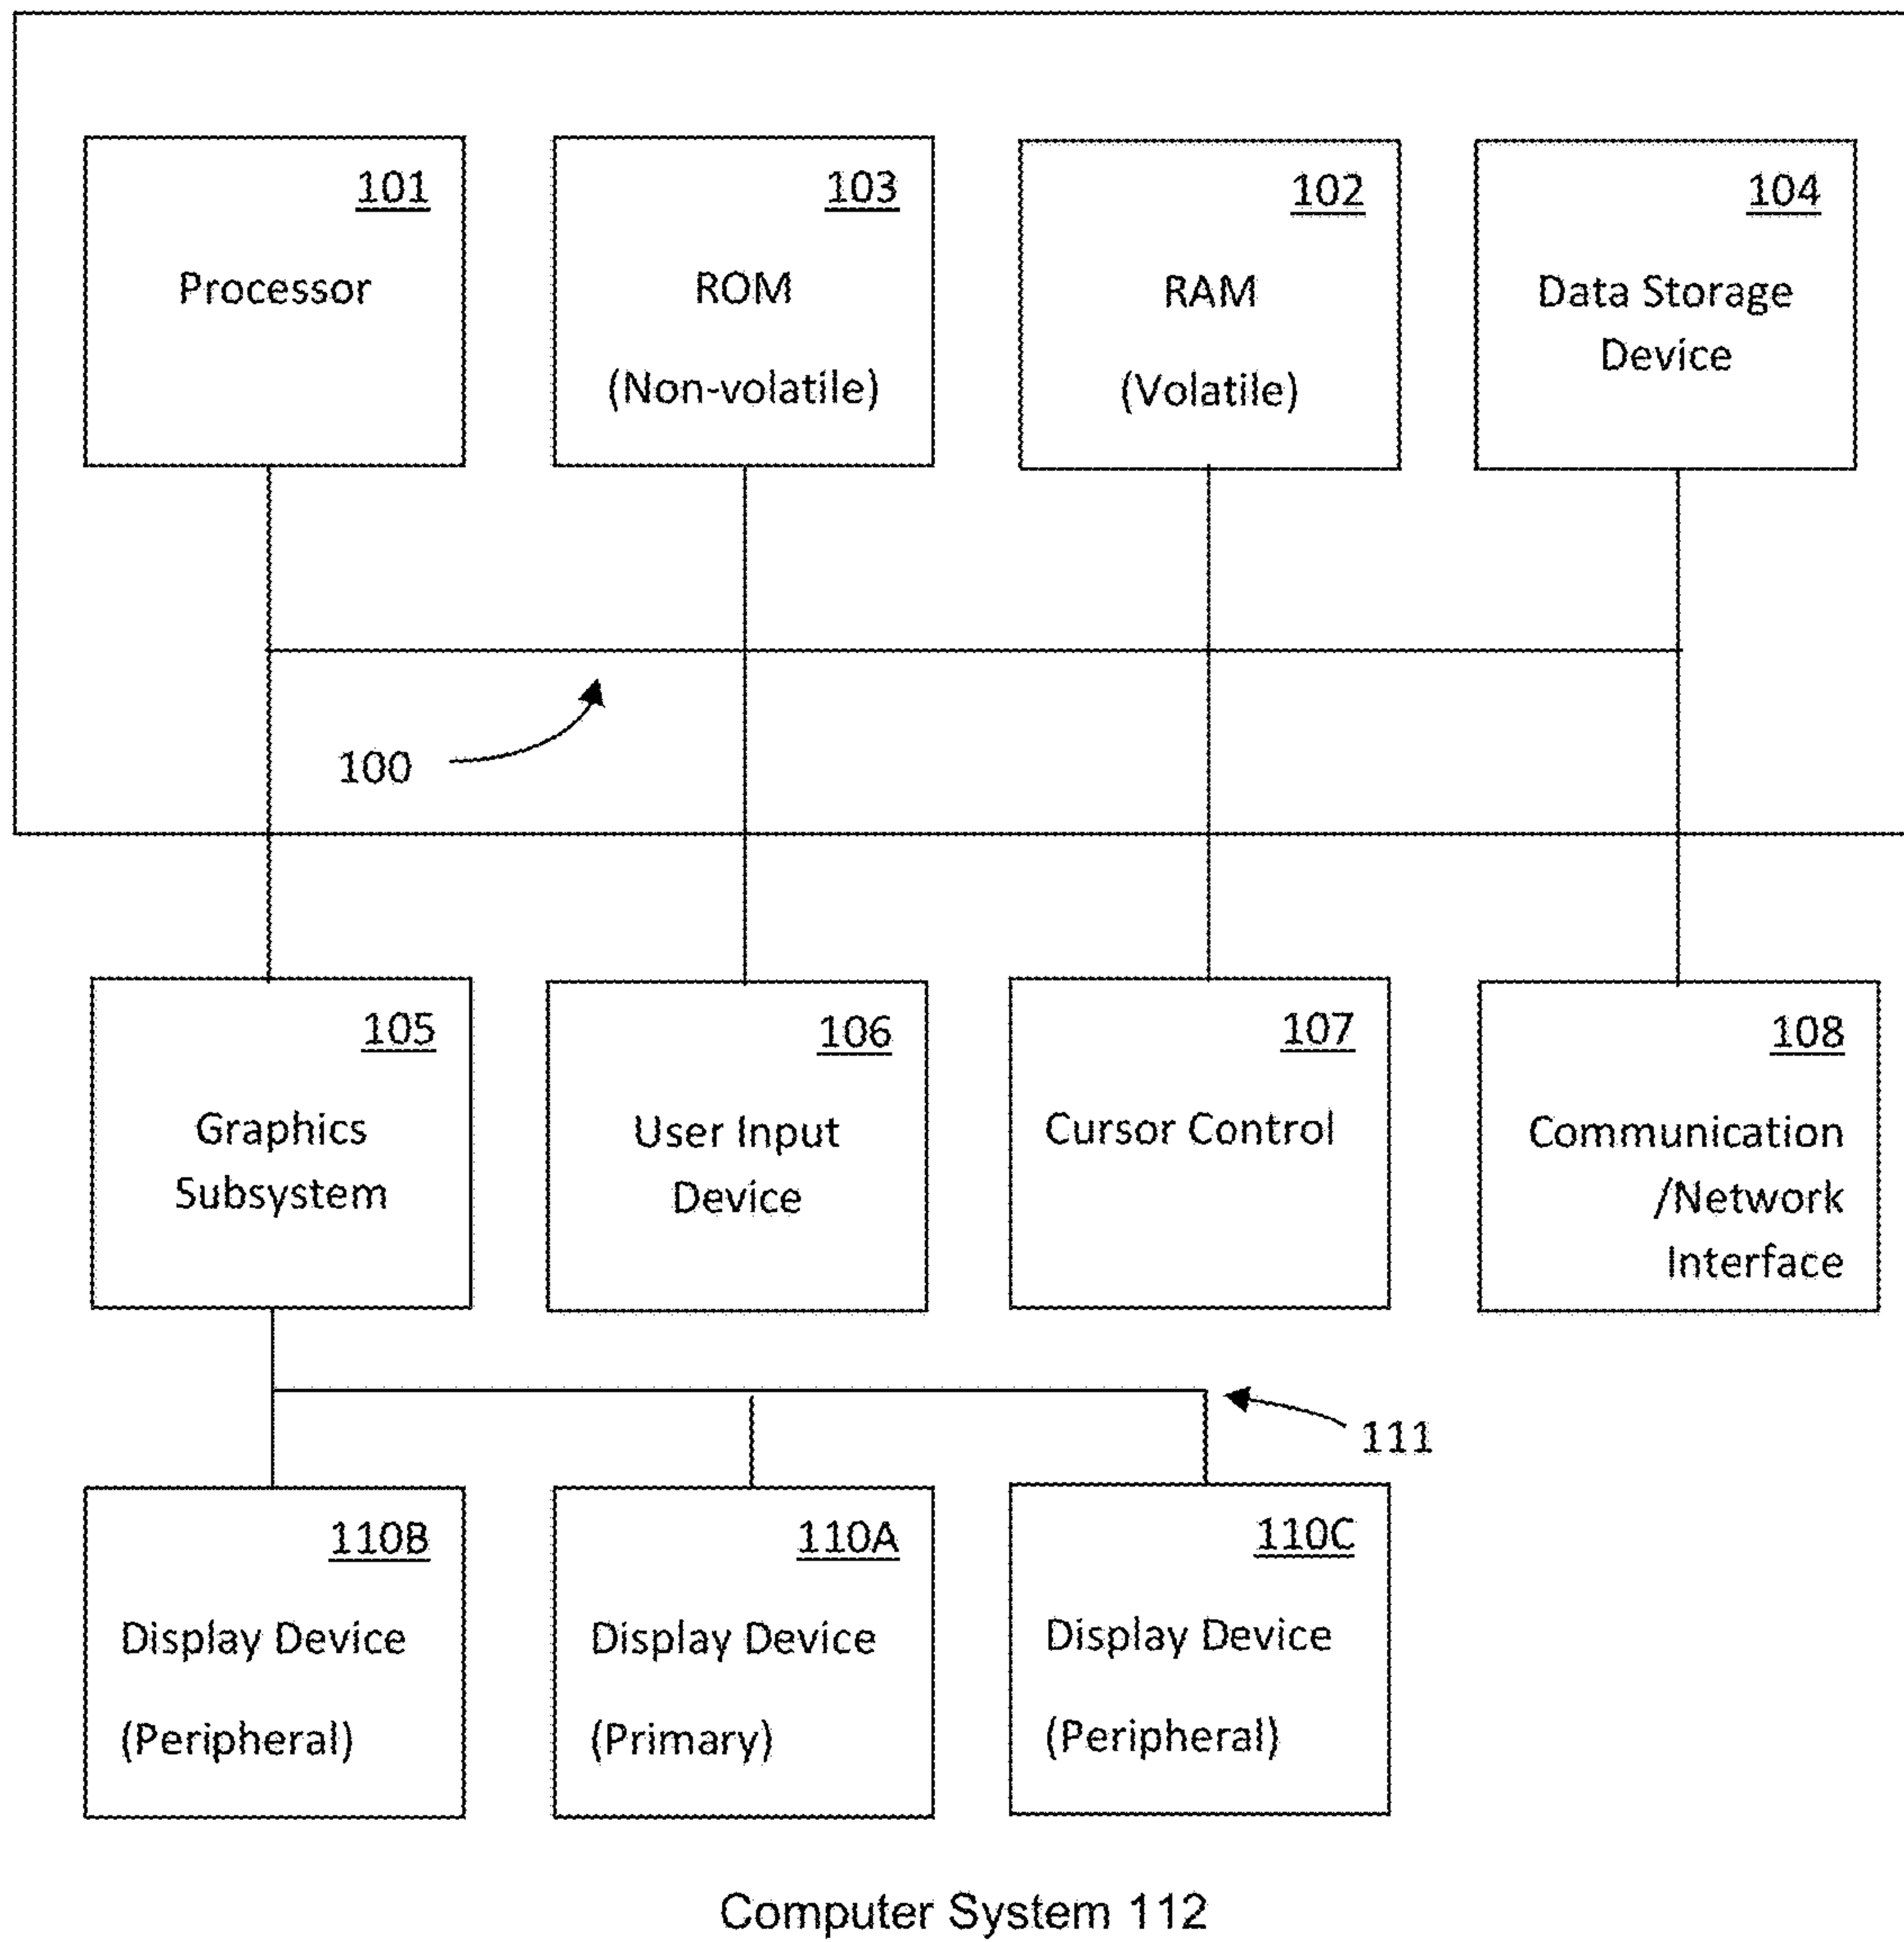 101
Processor
103
ROM
(Non-volatile)
102
RAM
(Volatile)
104
Data Storage
Device
100
105
Graphics
Subsystem
106
User Input
Device
107
Cursor Control
108
Communication
/Network
Interface
111
110B
Display Device
(Peripheral)
110A
Display Device
(Primary)
110C
Display Device
(Peripheral)
Computer System 112